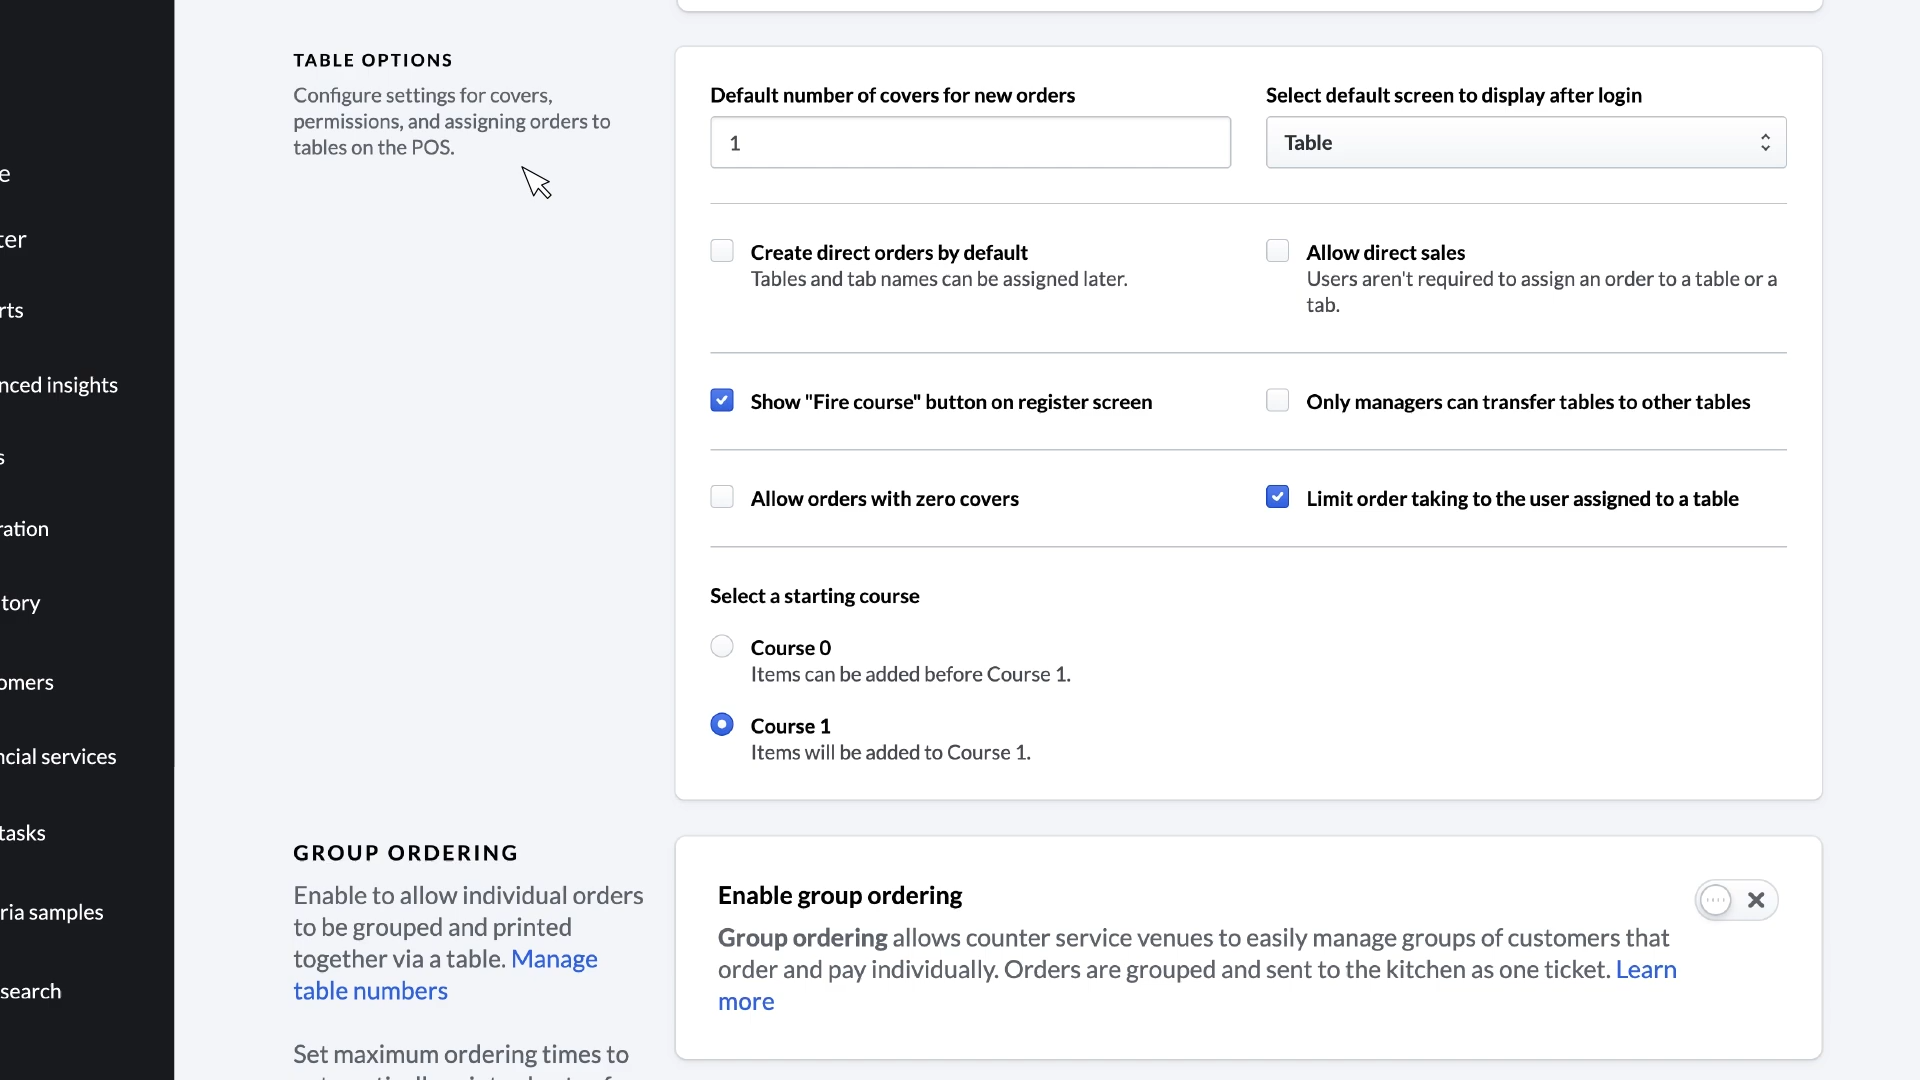 TABLE OPTIONS
Configure settings for covers,
permissions, and assigning orders to
tables on the POS.
Default number of covers for new orders
1
Select default screen to display after login
Table
Create direct orders by default
Tables and tab names can be assigned later.
Allow direct sales
Users aren't required to assign an order to a table or a
tab.
Show "Fire course" button on register screen
Only managers can transfer tables to other tables
Allow orders with zero covers
Limit order taking to the user assigned to a table
Select a starting course
Course 0
Items can be added before Course 1.
Course 1
Items will be added to Course 1.
e
ter
rts
nced insights
s
ration
tory
omers
ncial services
tasks
ria samples
search
GROUP ORDERING
Enable to allow individual orders
to be grouped and printed
together via a table. Manage
table numbers
Set maximum ordering times to
Enable group ordering
Group ordering allows counter service venues to easily manage groups of customers that
order and pay individually. Orders are grouped and sent to the kitchen as one ticket. Learn
more